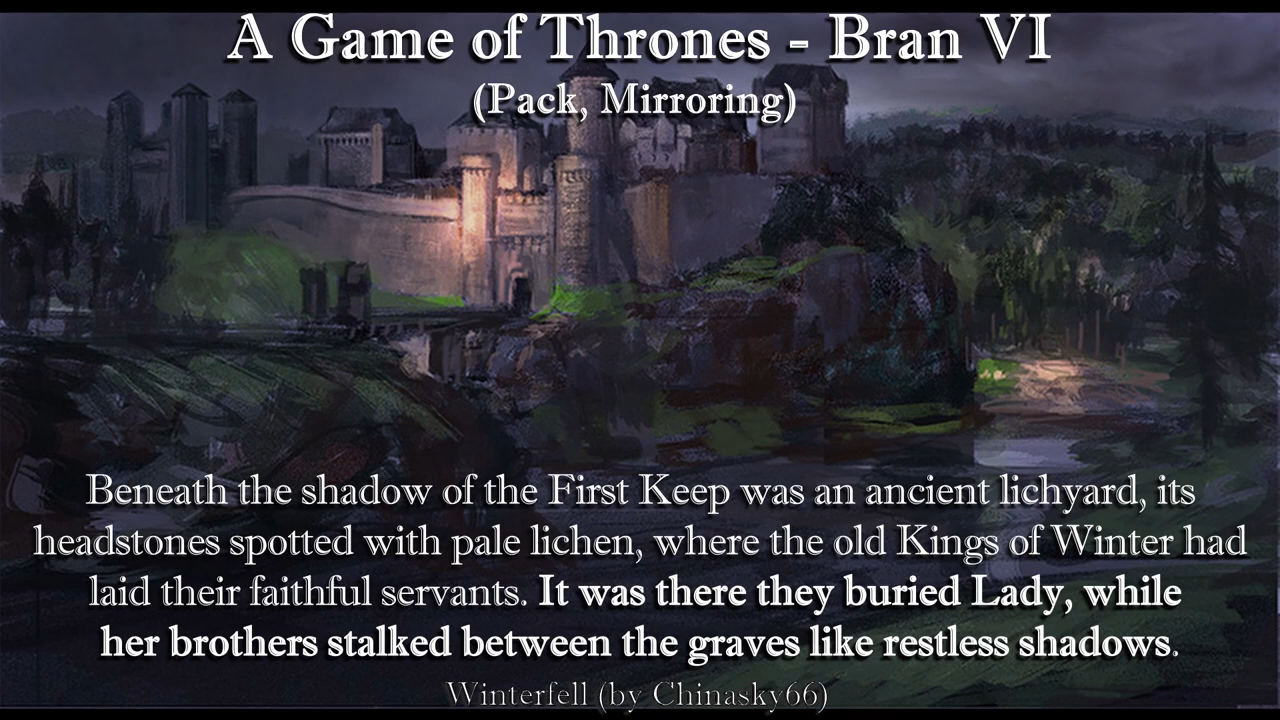 A Game of Thrones - Bran VI
(Pack, Mirroring)
Beneath the shadow of the First Keep was an ancient lichyard, its
headstones spotted with pale lichen, where the old Kings of Winter had
laid their faithful servants. It was there they buried Lady, while
her brothers stalked between the graves like restless shadows.
Winterfell (by Chinasky66)